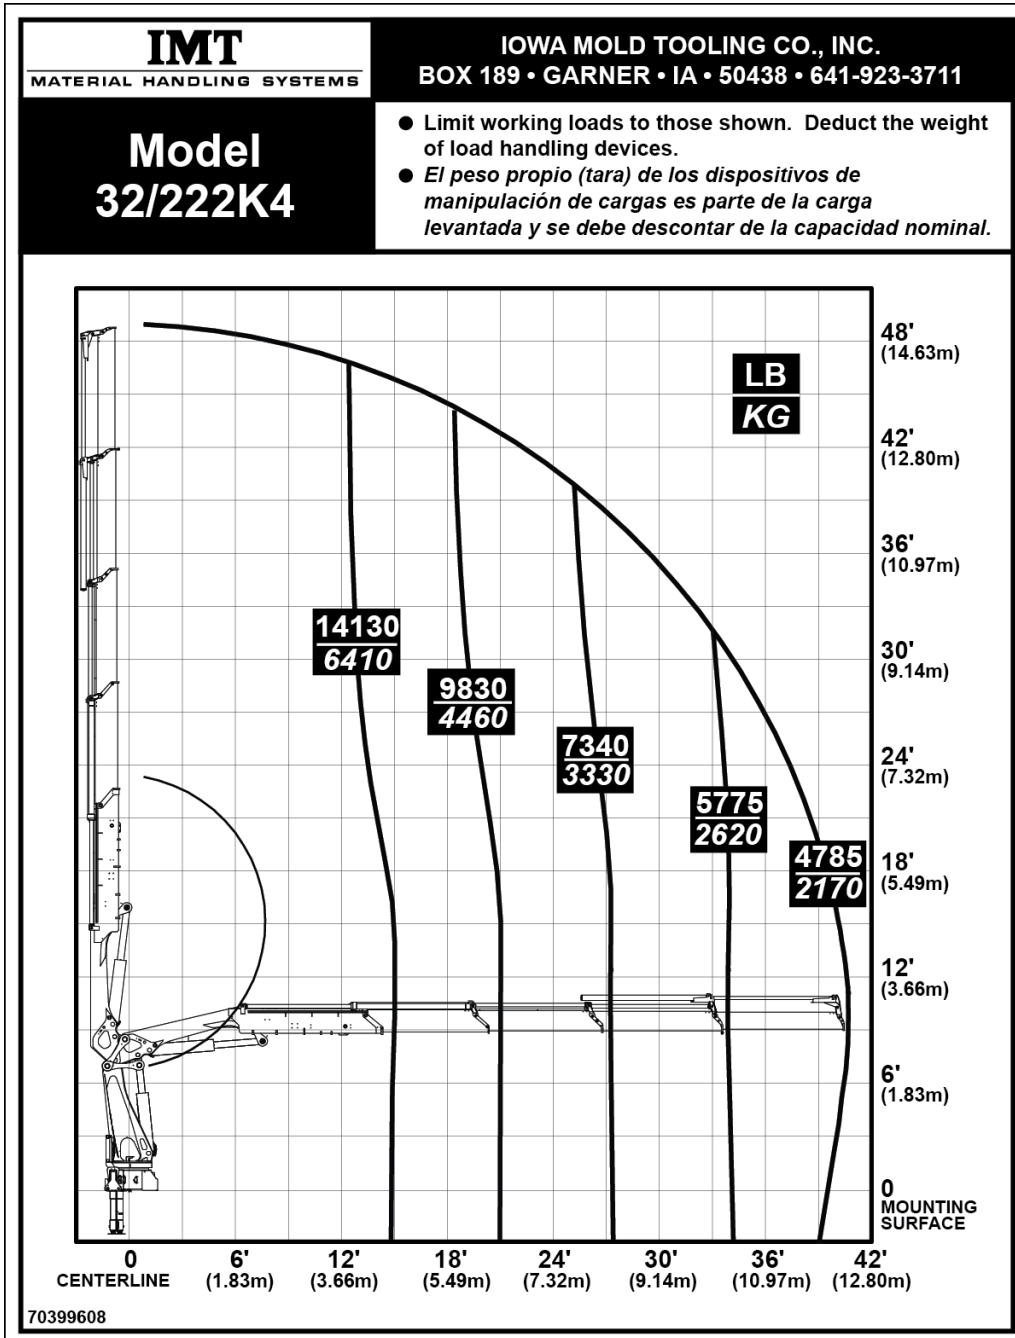 IMT
MATERIAL HANDLING SYSTEMS
IOWA MOLD TOOLING CO., INC.
BOX 189 • GARNER • IA • 50438 • 641-923-3711
Model
32/222K4
● Limit working loads to those shown.  Deduct the weight
of load handling devices.
● El peso propio (tara) de los dispositivos de
manipulación de cargas es parte de la carga
levantada y se debe descontar de la capacidad nominal.
LB
KG
48'
(14.63m)
42'
(12.80m)
36'
(10.97m)
30'
(9.14m)
24'
(7.32m)
18'
(5.49m)
12'
(3.66m)
6'
(1.83m)
0
MOUNTING
SURFACE
14130
6410
9830
4460
7340
3330
5775
2620
4785
2170
0 6' 12' 18' 24' 30' 36' 42'
CENTERLINE (1.83m) (3.66m) (5.49m) (7.32m) (9.14m) (10.97m) (12.80m)
70399608